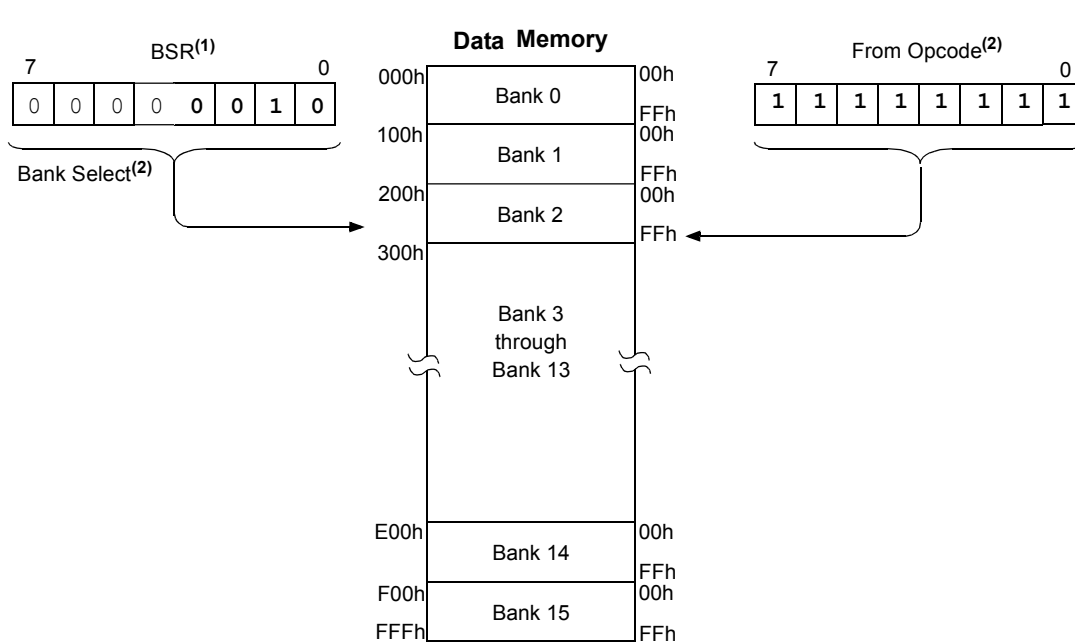 Data Memory
BSR(1)
7 0
0 0 0 0 0 0 1 0
Bank Select(2)
From Opcode(2)
7 0
1 1 1 1 1 1 1 1
000h Bank 0 00h
FFh
100h Bank 1 00h
FFh
200h Bank 2 00h
FFh
300h
Bank 3
through
Bank 13
E00h Bank 14 00h
FFh
F00h Bank 15 00h
FFFh FFh